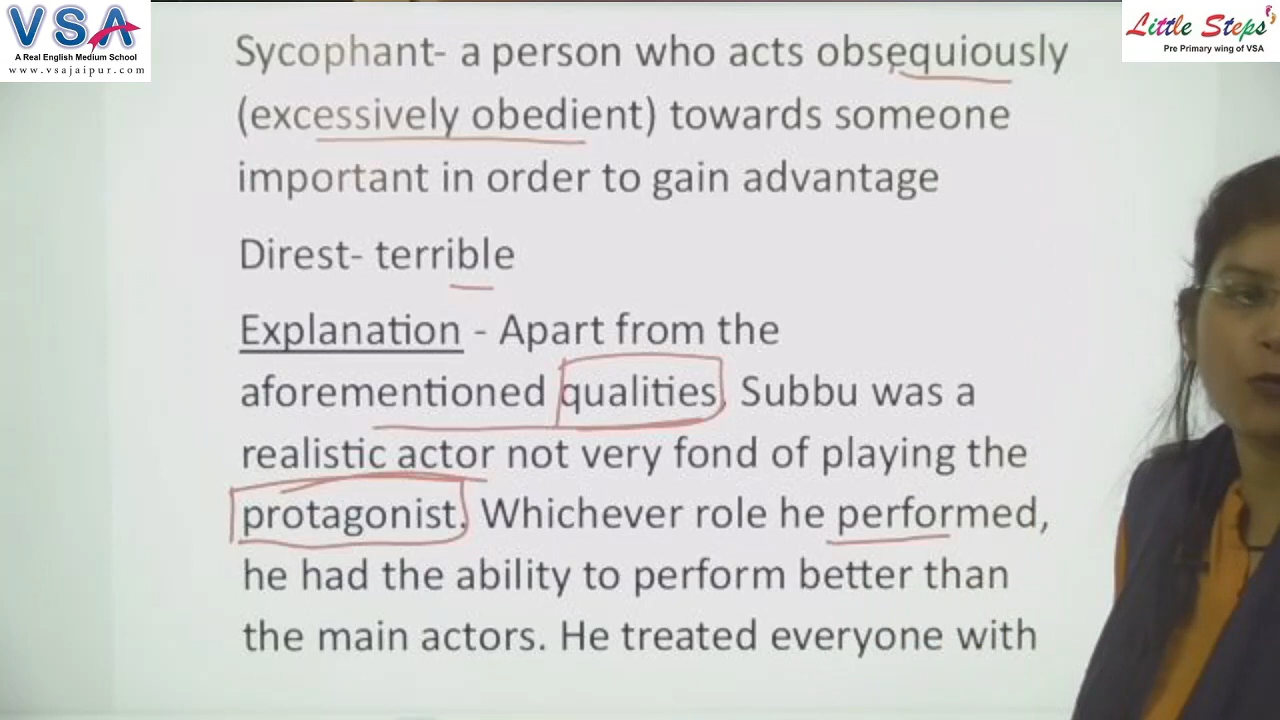 VSA
A Real English Medium School
www.vsajaipur.com
Little Steps
Pre Primary wing of VSA
Sycophant- a person who acts obsequiously
(excessively obedient) towards someone
important in order to gain advantage
Direst- terrible
Explanation - Apart from the
aforementioned qualities, Subbu was a
realistic actor not very fond of playing the
protagonist. Whichever role he performed,
he had the ability to perform better than
the main actors. He treated everyone with